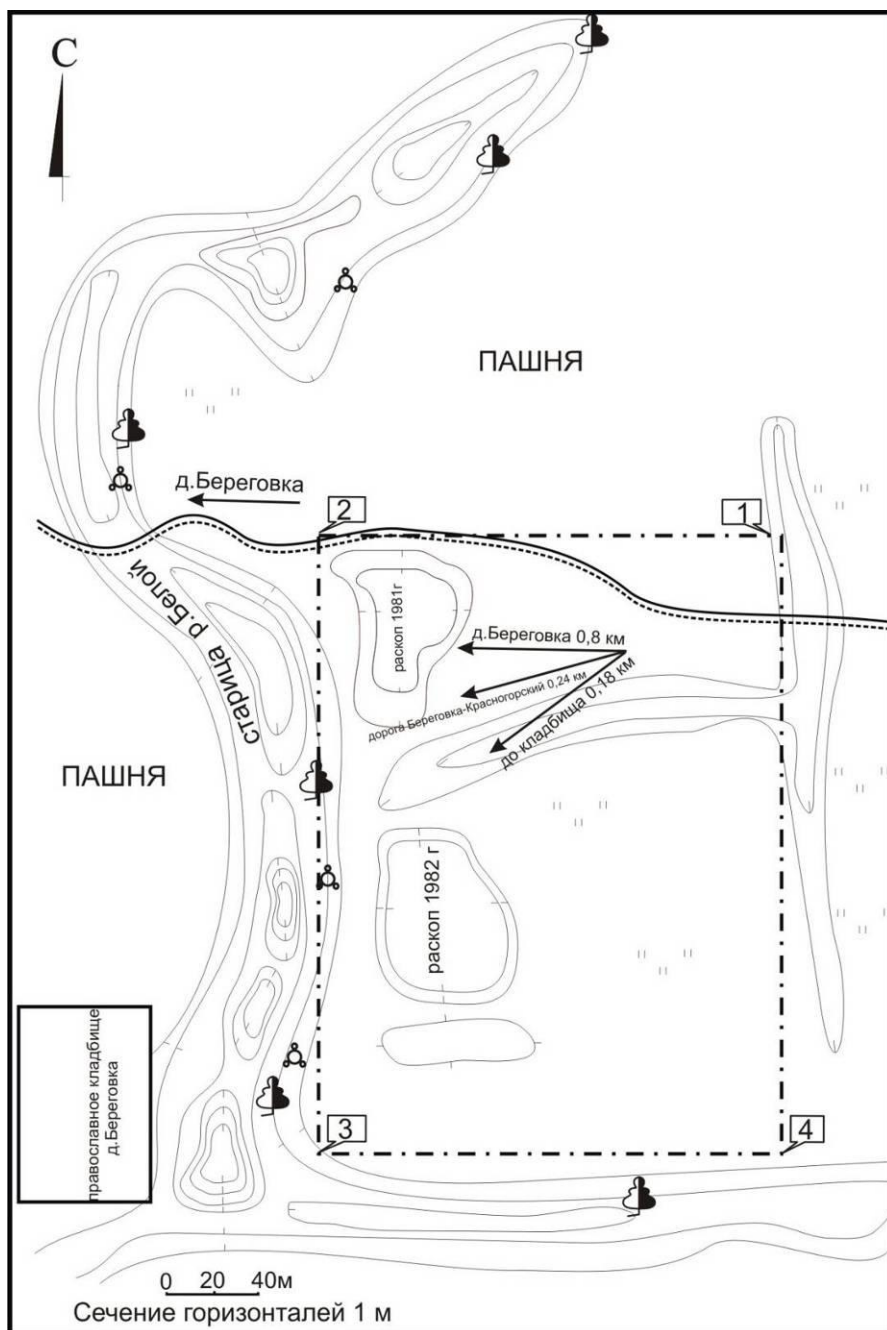 С
ПАШНЯ
д.Береговка
2
1
старица р.Белой
раскоп 1981г
д.Береговка 0,8 км
дорога Береговка-Красногорский 0,24 км
до кладбища 0,18 км
ПАШНЯ
раскоп 1982 г
православное кладбище
д.Береговка
3
4
0 20 40м
Сечение горизонталей 1 м